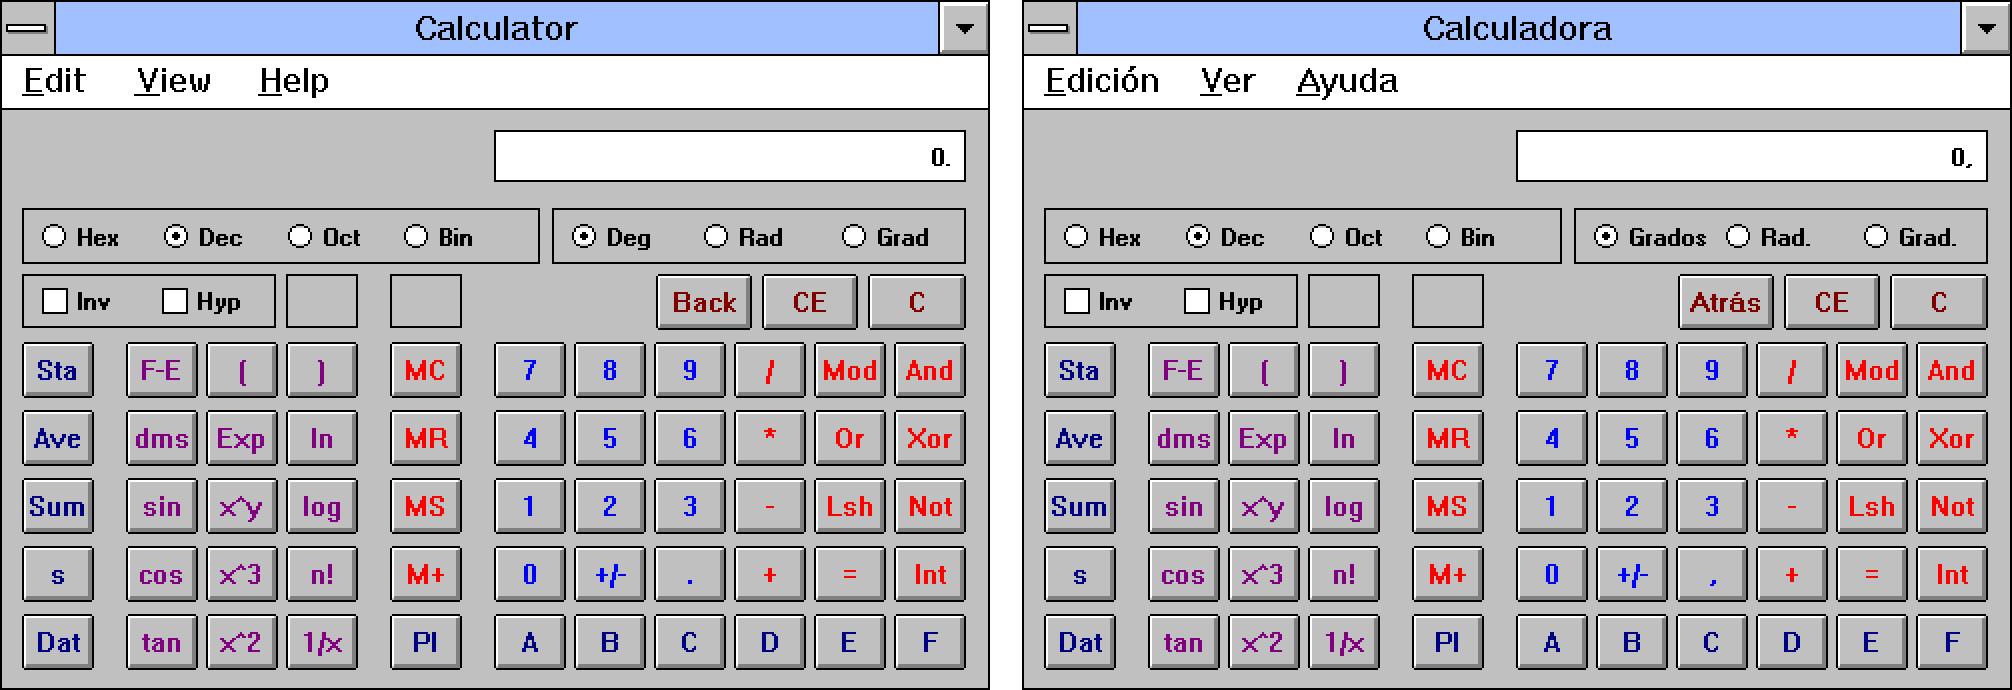 Calculator
Edit View Help
0.
Hex Dec Oct Bin Deg Rad Grad
Inv Hyp Back CE C
Sta F-E ( ) MC 7 8 9 / Mod And
Ave dms Exp ln MR 4 5 6 * Or Xor
Sum sin x^y log MS 1 2 3 - Lsh Not
s cos x^3 n! M+ 0 +/- . + = Int
Dat tan x^2 1/x PI A B C D E F
Calculadora
Edición Ver Ayuda
0,
Hex Dec Oct Bin Grados Rad. Grad.
Inv Hyp Atrás CE C
Sta F-E ( ) MC 7 8 9 / Mod And
Ave dms Exp ln MR 4 5 6 * Or Xor
Sum sin x^y log MS 1 2 3 - Lsh Not
s cos x^3 n! M+ 0 +/- , + = Int
Dat tan x^2 1/x PI A B C D E F